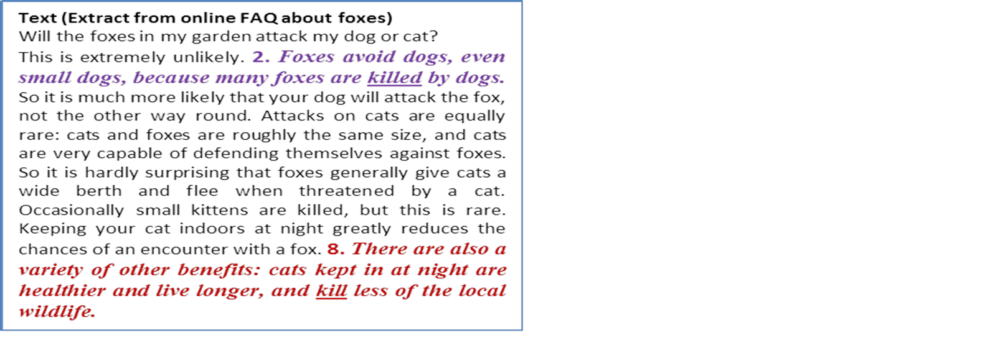 Text (Extract from online FAQ about foxes)
Will the foxes in my garden attack my dog or cat?
This is extremely unlikely. 2. Foxes avoid dogs, even
small dogs, because many foxes are killed by dogs.
So it is much more likely that your dog will attack the fox,
not the other way round. Attacks on cats are equally
rare: cats and foxes are roughly the same size, and cats
are very capable of defending themselves against foxes.
So it is hardly surprising that foxes generally give cats a
wide berth and flee when threatened by a cat.
Occasionally small kittens are killed, but this is rare.
Keeping your cat indoors at night greatly reduces the
chances of an encounter with a fox. 8. There are also a
variety of other benefits: cats kept in at night are
healthier and live longer, and kill less of the local
wildlife.